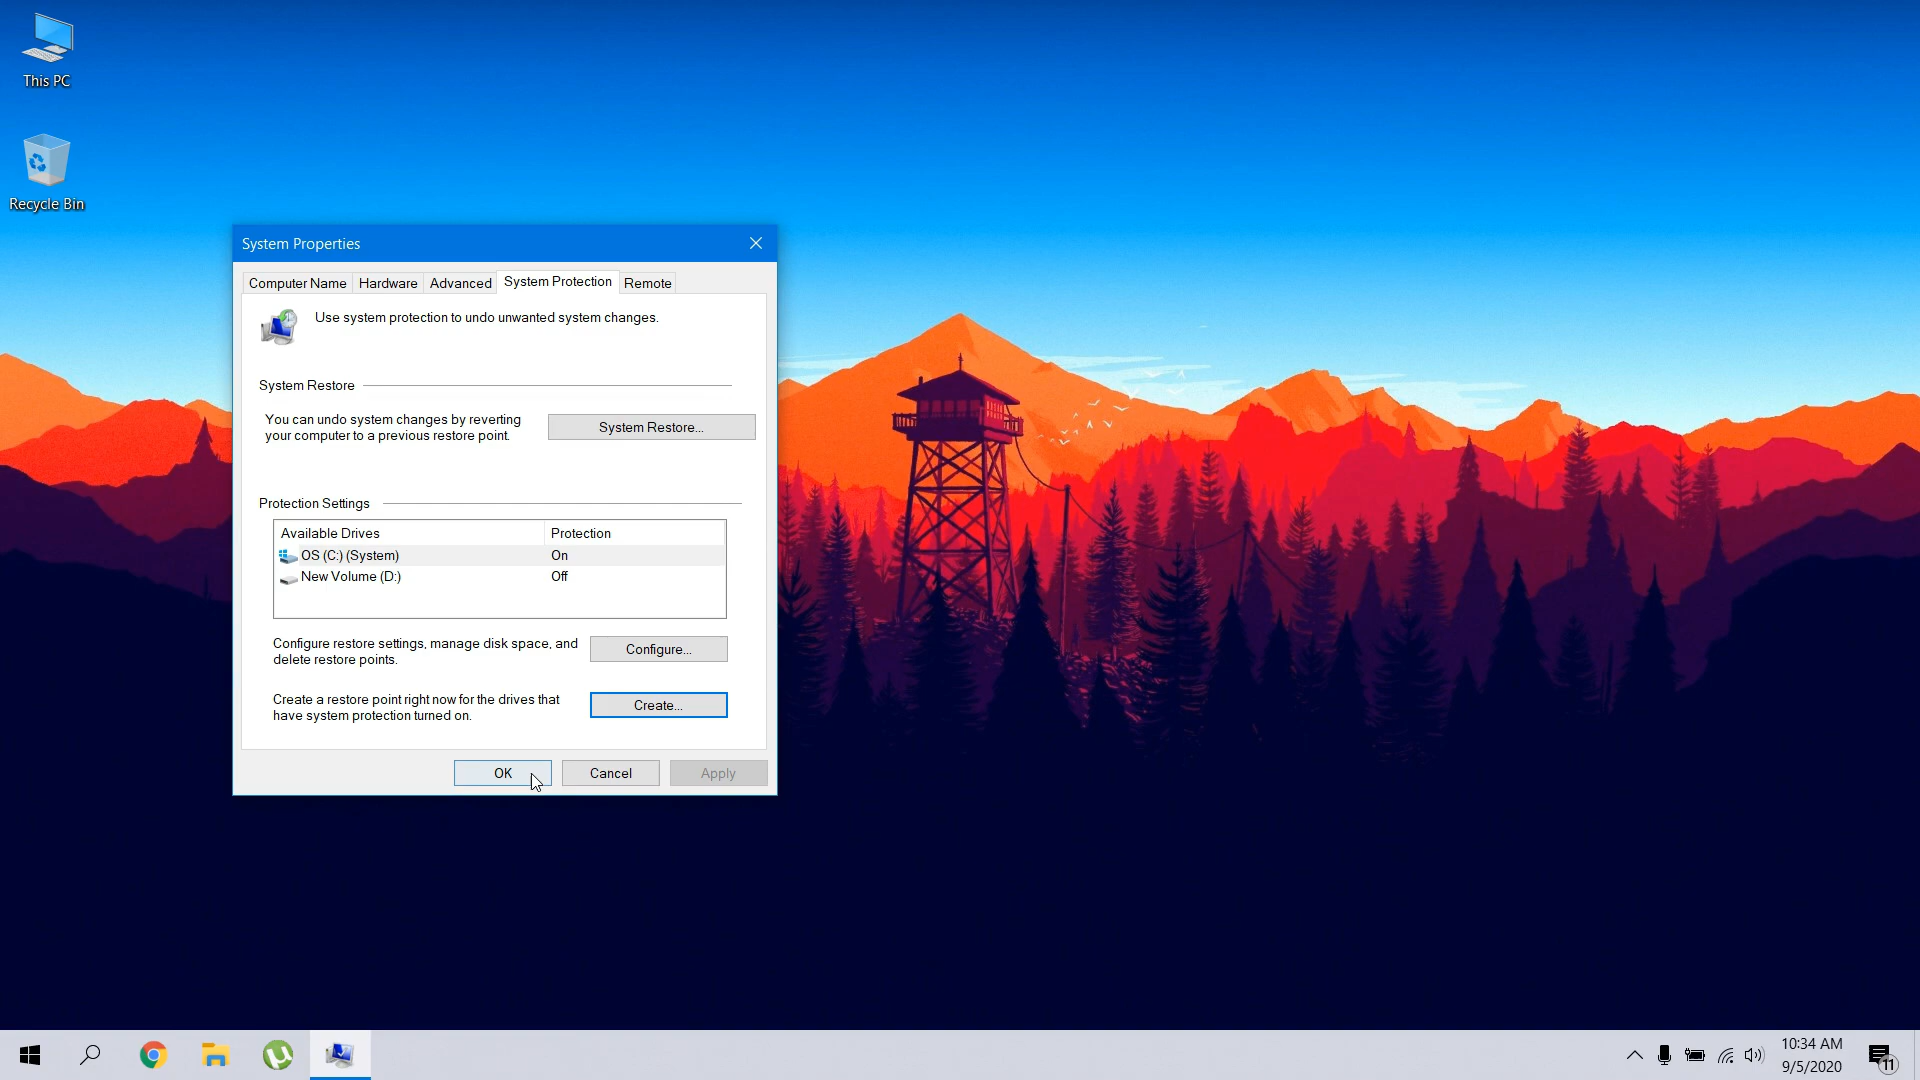 This PC
Recycle Bin
System Properties
Computer Name
Hardware
Advanced
System Protection
Remote
Use system protection to undo unwanted system changes.
System Restore
You can undo system changes by reverting
your computer to a previous restore point.
System Restore...
Protection Settings
Available Drives
Protection
OS (C:) (System)
On
New Volume (D:)
Off
Configure restore settings, manage disk space, and
delete restore points.
Configure...
Create a restore point right now for the drives that
have system protection turned on.
Create...
OK
Cancel
Apply
10:34 AM
9/5/2020
11